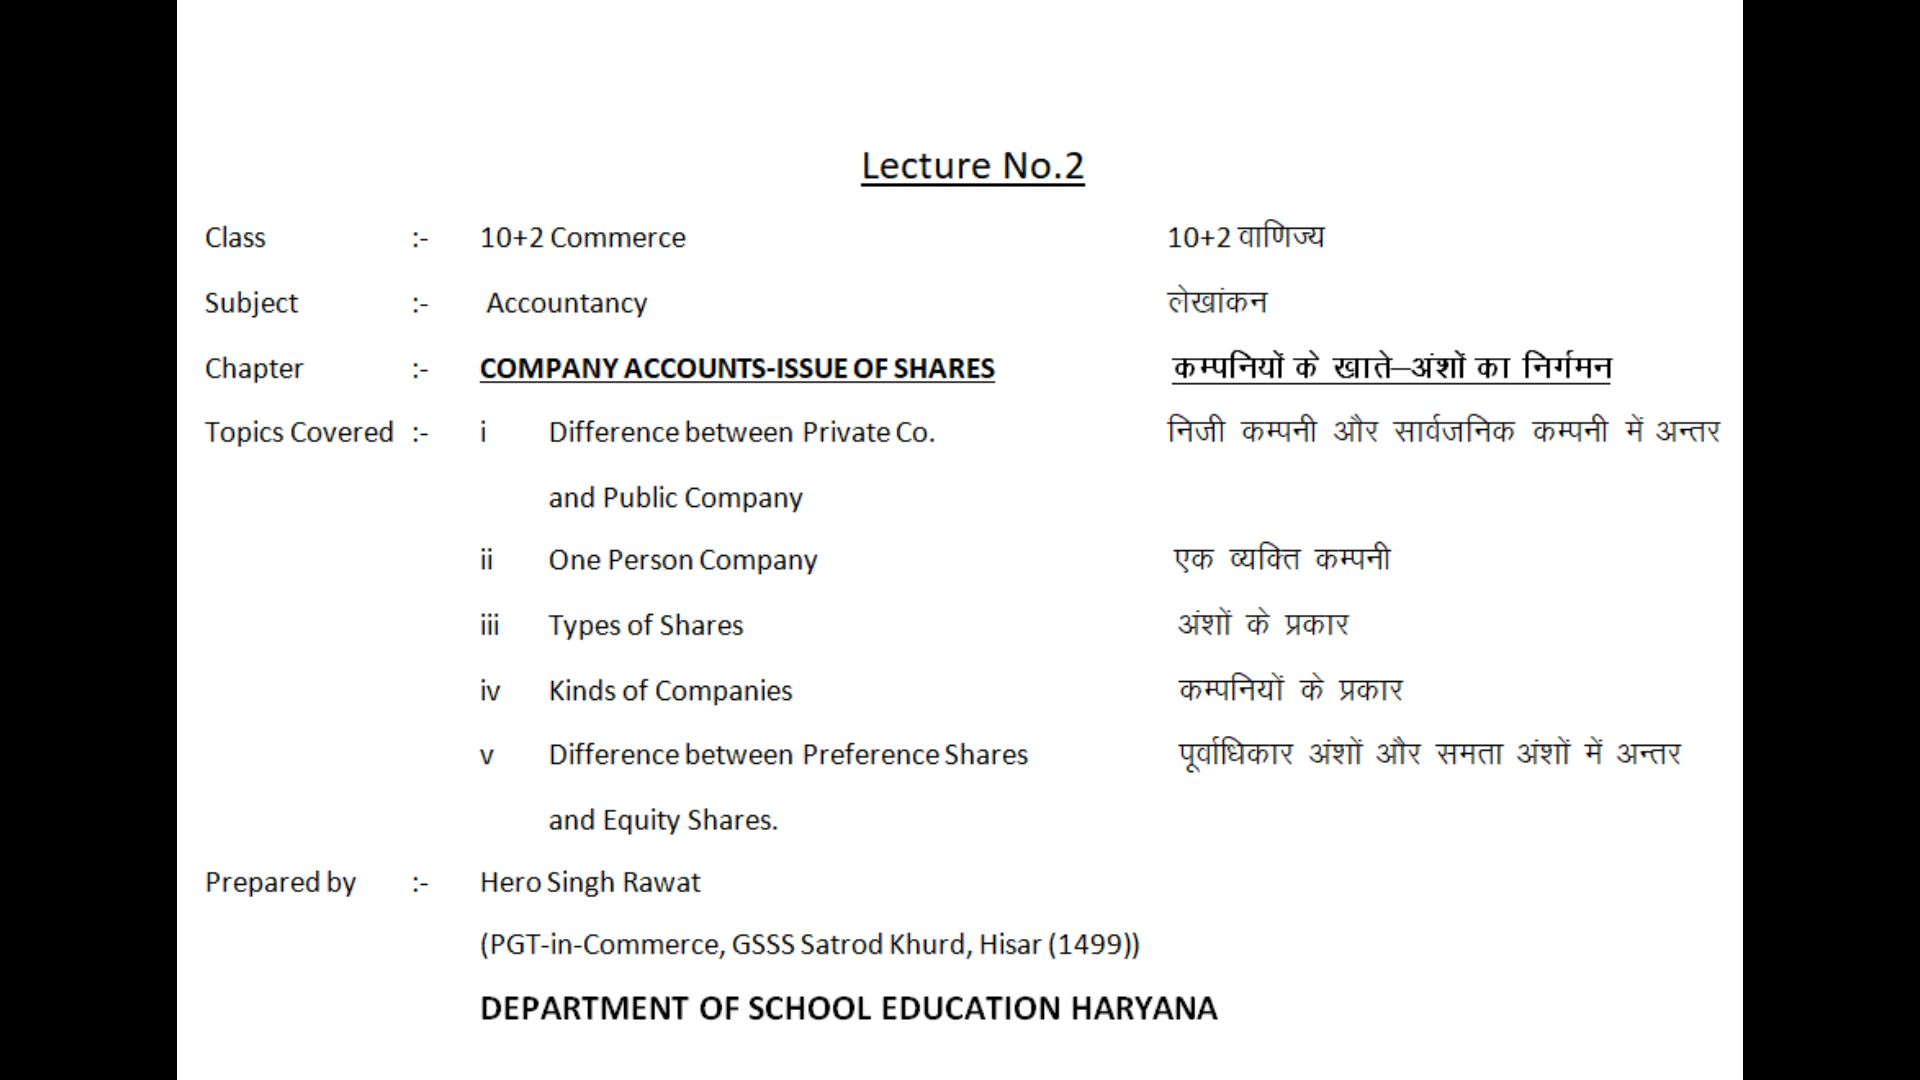 Lecture No.2
Class :- 10+2 Commerce 10+2 वाणिज्य
Subject :- Accountancy लेखांकन
Chapter :- COMPANY ACCOUNTS-ISSUE OF SHARES कम्पनियों के खाते–अंशों का निर्गमन
Topics Covered :- i Difference between Private Co. निजी कम्पनी और सार्वजनिक कम्पनी में अन्तर
and Public Company
ii One Person Company एक व्यक्ति कम्पनी
iii Types of Shares अंशों के प्रकार
iv Kinds of Companies कम्पनियों के प्रकार
v Difference between Preference Shares पूर्वाधिकार अंशों और समता अंशों में अन्तर
and Equity Shares.
Prepared by :- Hero Singh Rawat
(PGT-in-Commerce, GSSS Satrod Khurd, Hisar (1499))
DEPARTMENT OF SCHOOL EDUCATION HARYANA